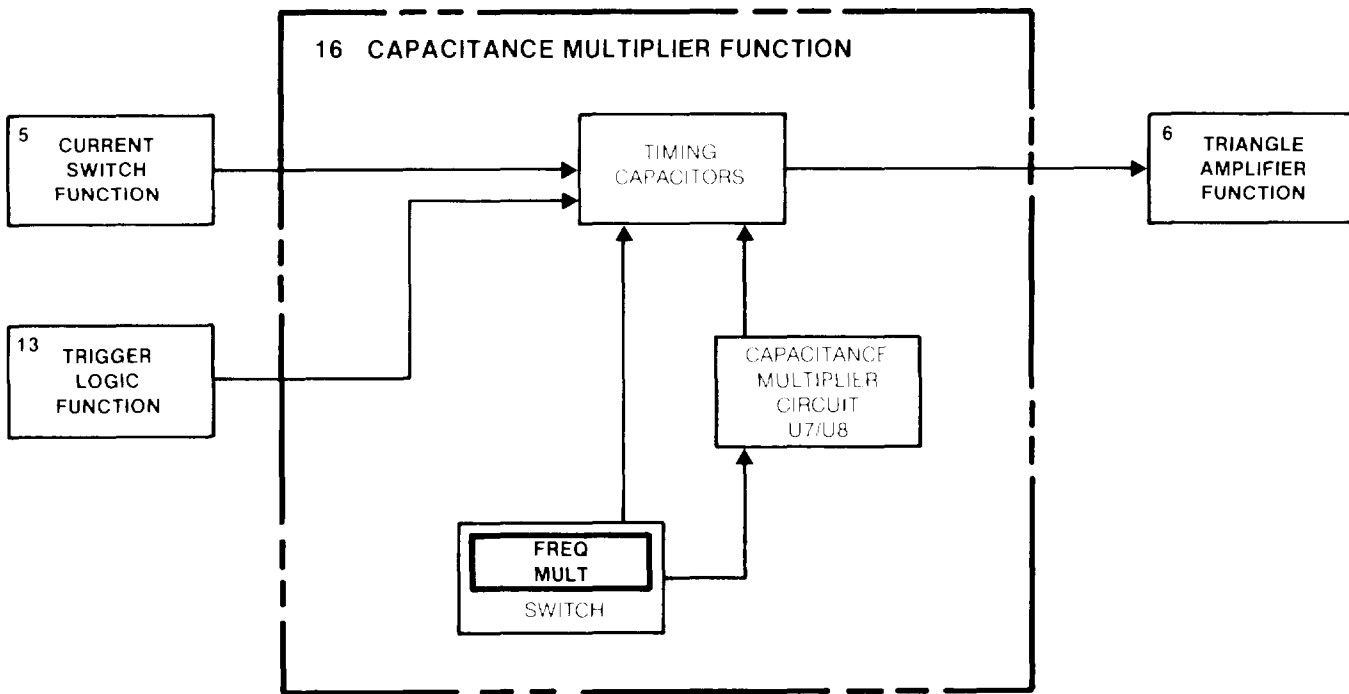 16 CAPACITANCE MULTIPLIER FUNCTION
5
CURRENT
SWITCH
FUNCTION
TIMING
CAPACITORS
6
TRIANGLE
AMPLIFIER
FUNCTION
13
TRIGGER
LOGIC
FUNCTION
CAPACITANCE
MULTIPLIER
CIRCUIT
U7/U8
FREQ
MULT
SWITCH